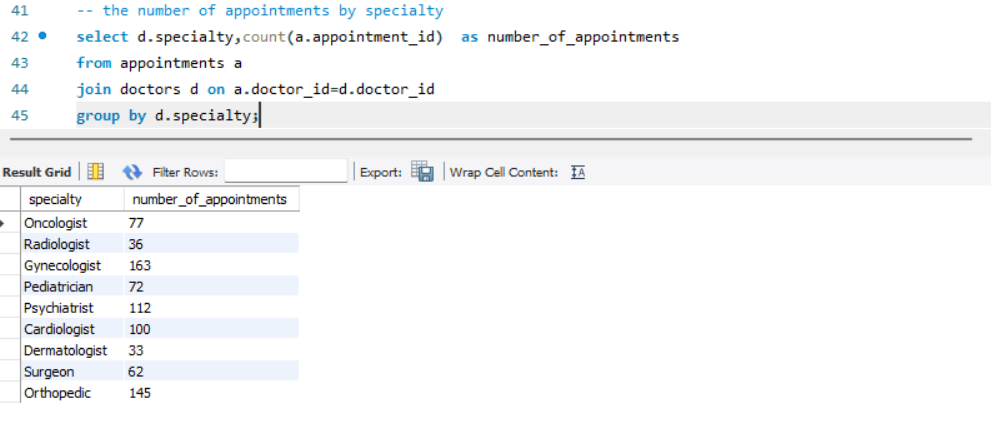 41 -- the number of appointments by specialty
42 select d.specialty,count(a.appointment_id)  as number_of_appointments
43 from appointments a
44 join doctors d on a.doctor_id=d.doctor_id
45 group by d.specialty;
Result Grid Filter Rows: Export: Wrap Cell Content: IA
specialty number_of_appointments
Oncologist 77
Radiologist 36
Gynecologist 163
Pediatrician 72
Psychiatrist 112
Cardiologist 100
Dermatologist 33
Surgeon 62
Orthopedic 145